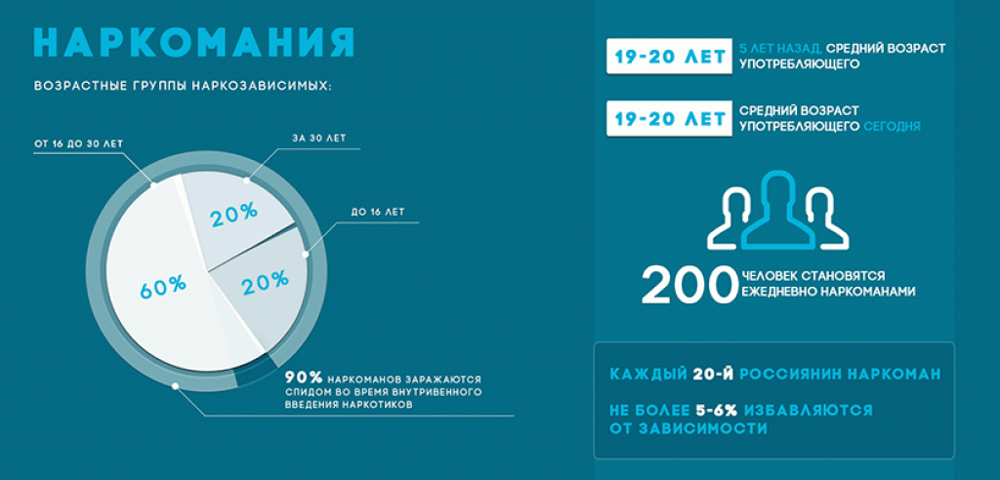 НАРКОМАНИЯ
ВОЗРАСТНЫЕ ГРУППЫ НАРКОЗАВИСИМЫХ:
ОТ 16 ДО 30 ЛЕТ
ЗА 30 ЛЕТ
ДО 16 ЛЕТ
20%
60%
20%
90% НАРКОМАНОВ ЗАРАЖАЮТСЯ
СПИДОМ ВО ВРЕМЯ ВНУТРИВЕННОГО
ВВЕДЕНИЯ НАРКОТИКОВ
19-20 ЛЕТ
5 ЛЕТ НАЗАД, СРЕДНИЙ ВОЗРАСТ
УПОТРЕБЛЯЮЩЕГО
19-20 ЛЕТ
СРЕДНИЙ ВОЗРАСТ
УПОТРЕБЛЯЮЩЕГО СЕГОДНЯ
200
ЧЕЛОВЕК СТАНОВЯТСЯ
ЕЖЕДНЕВНО НАРКОМАНАМИ
КАЖДЫЙ 20-Й РОССИЯНИН НАРКОМАН
НЕ БОЛЕЕ 5-6% ИЗБАВЛЯЮТСЯ
ОТ ЗАВИСИМОСТИ